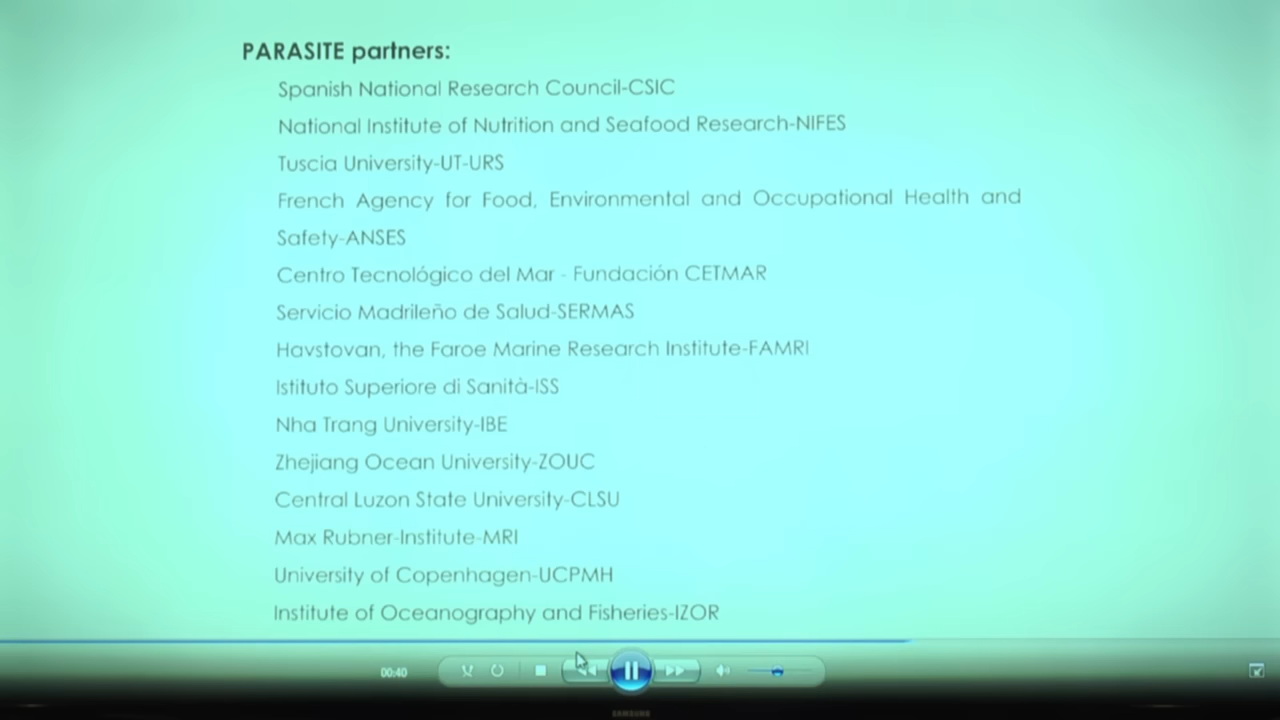 PARASITE partners:
Spanish National Research Council-CSIC
National Institute of Nutrition and Seafood Research-NIFES
Tuscia University-UT-URS
French Agency for Food, Environmental and Occupational Health and
Safety-ANSES
Centro Tecnológico del Mar - Fundación CETMAR
Servicio Madrileño de Salud-SERMAS
Havstovan, the Faroe Marine Research Institute-FAMRI
Istituto Superiore di Sanità-ISS
Nha Trang University-IBE
Zhejiang Ocean University-ZOUC
Central Luzon State University-CLSU
Max Rubner-Institute-MRI
University of Copenhagen-UCPMH
Institute of Oceanography and Fisheries-IZOR
00:40
SAMSUNG